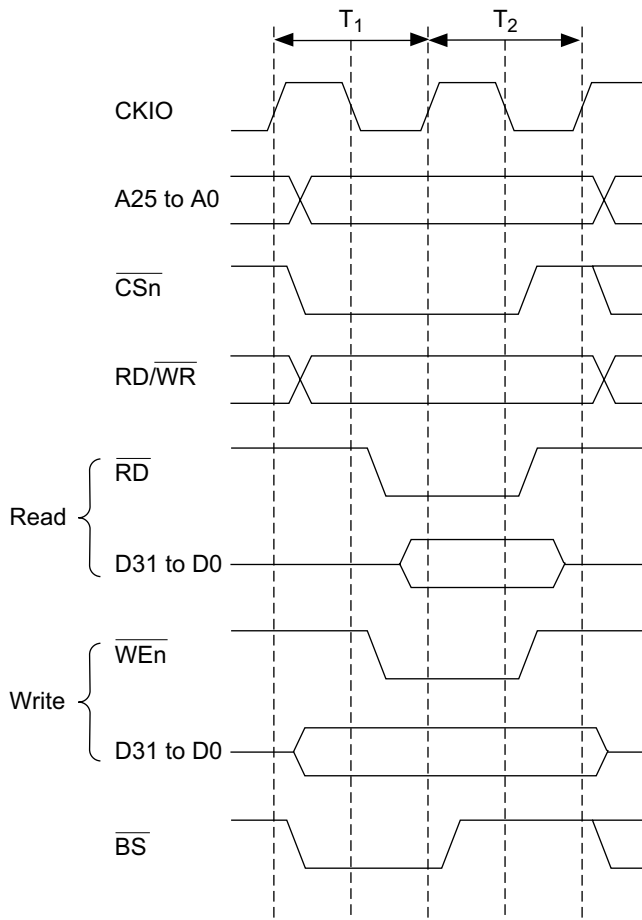 T1 T2
CKIO
A25 to A0
CSn
RD/WR
RD
Read
D31 to D0
WEn
Write
D31 to D0
BS